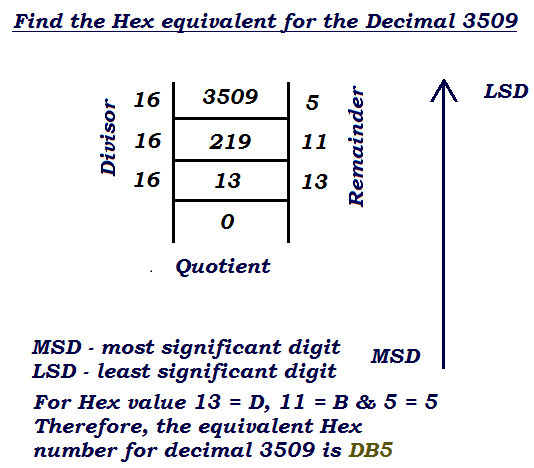 Find the Hex equivalent for the Decimal 3509
LSD
16 3509 5
16 219 11
16 13 13
0
Divisor
Remainder
Quotient
MSD - most significant digit
MSD
LSD - least significant digit
For Hex value 13 = D, 11 = B & 5 = 5
Therefore, the equivalent Hex
number for decimal 3509 is DB5